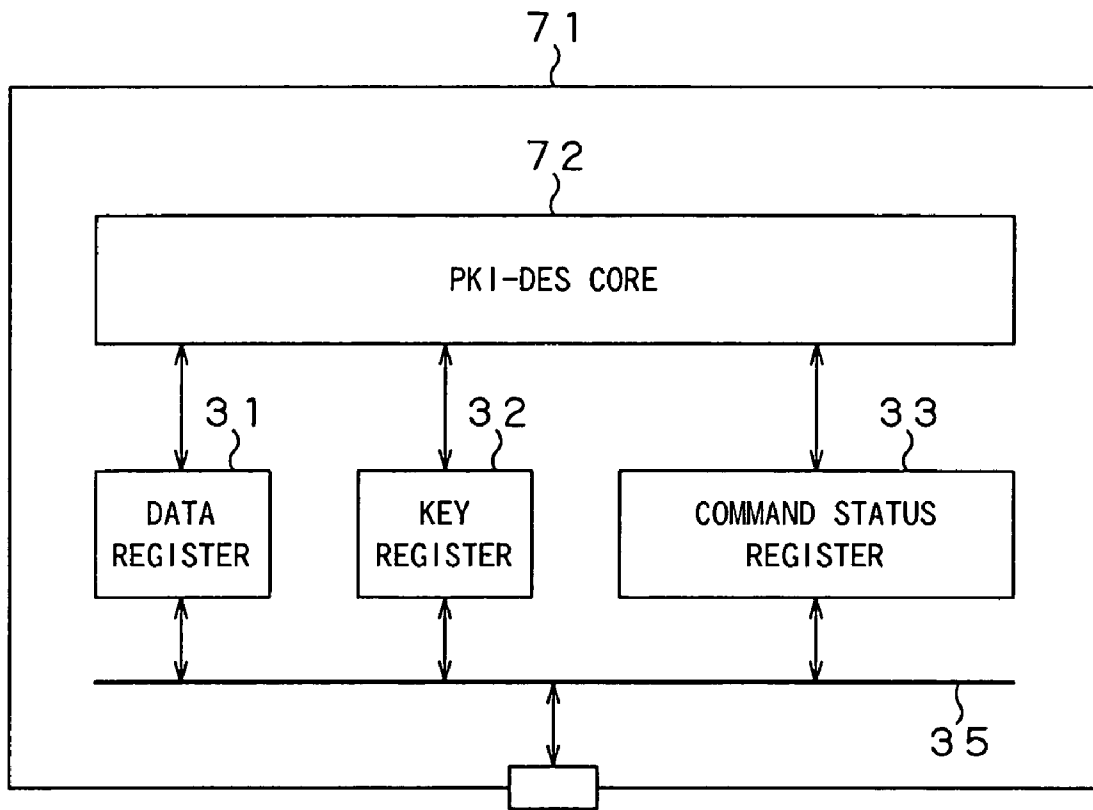 71
72
PKI-DES CORE
31
32
33
DATA
REGISTER
KEY
REGISTER
COMMAND STATUS
REGISTER
35